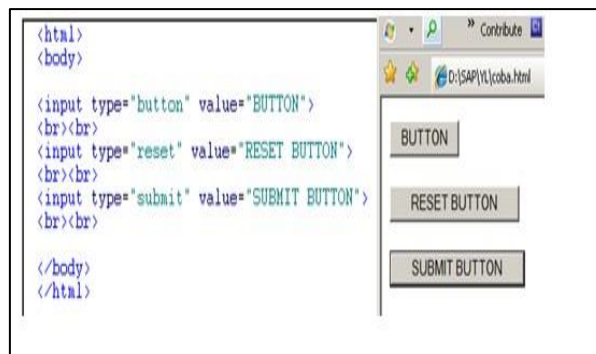 <html>
<body>
<input type="button" value="BUTTON">
<br><br>
<input type="reset" value="RESET BUTTON">
<br><br>
<input type="submit" value="SUBMIT BUTTON">
<br><br>
</body>
</html>
» Contribute
D:\SAP\YL\coba.html
BUTTON
RESET BUTTON
SUBMIT BUTTON